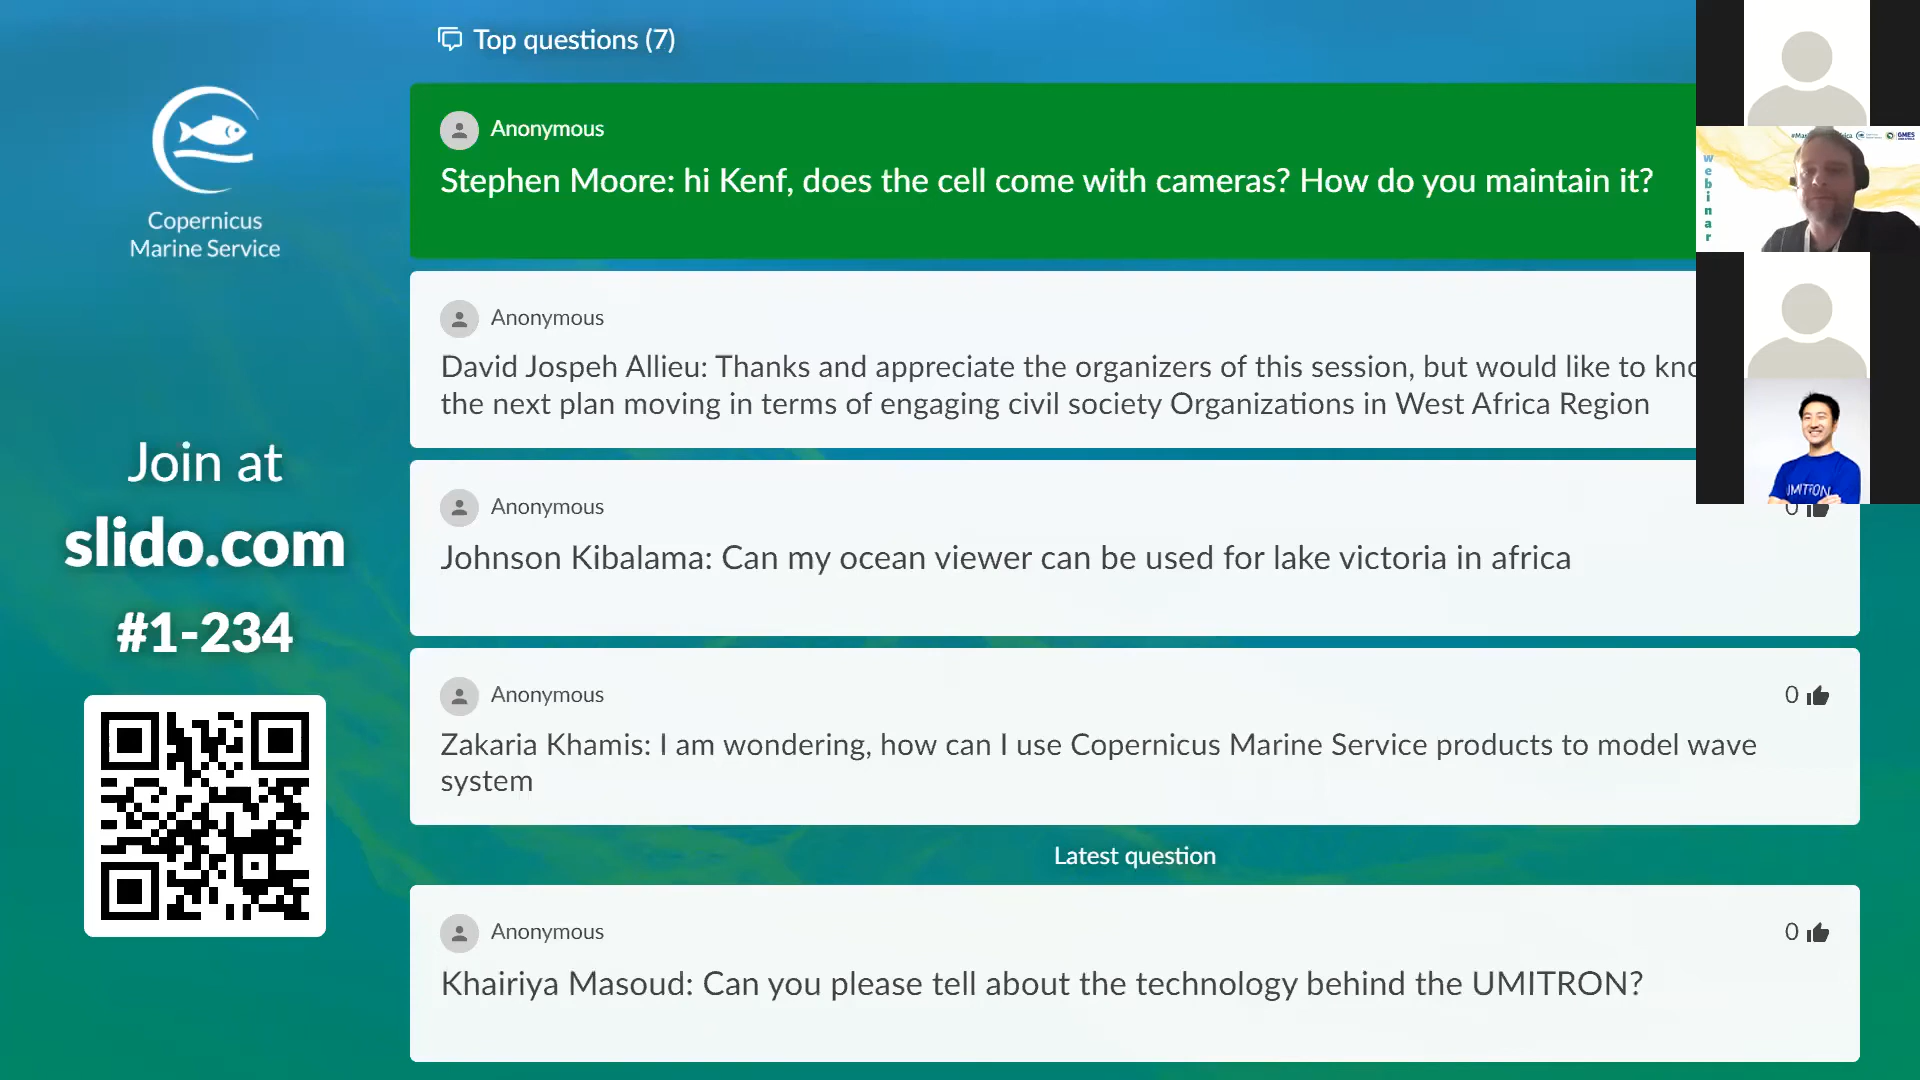 Top questions (7)
Copernicus
Marine Service
Join at
slido.com
#1-234
Anonymous
Stephen Moore: hi Kenf, does the cell come with cameras? How do you maintain it?
Anonymous
David Jospeh Allieu: Thanks and appreciate the organizers of this session, but would like to
the next plan moving in terms of engaging civil society Organizations in West Africa Region
Anonymous
0
Johnson Kibalama: Can my ocean viewer can be used for lake victoria in africa
Anonymous
0
Zakaria Khamis: I am wondering, how can I use Copernicus Marine Service products to model wave
system
Latest question
Anonymous
0
Khairiya Masoud: Can you please tell about the technology behind the UMITRON?
webinar
GMES
UMITRON